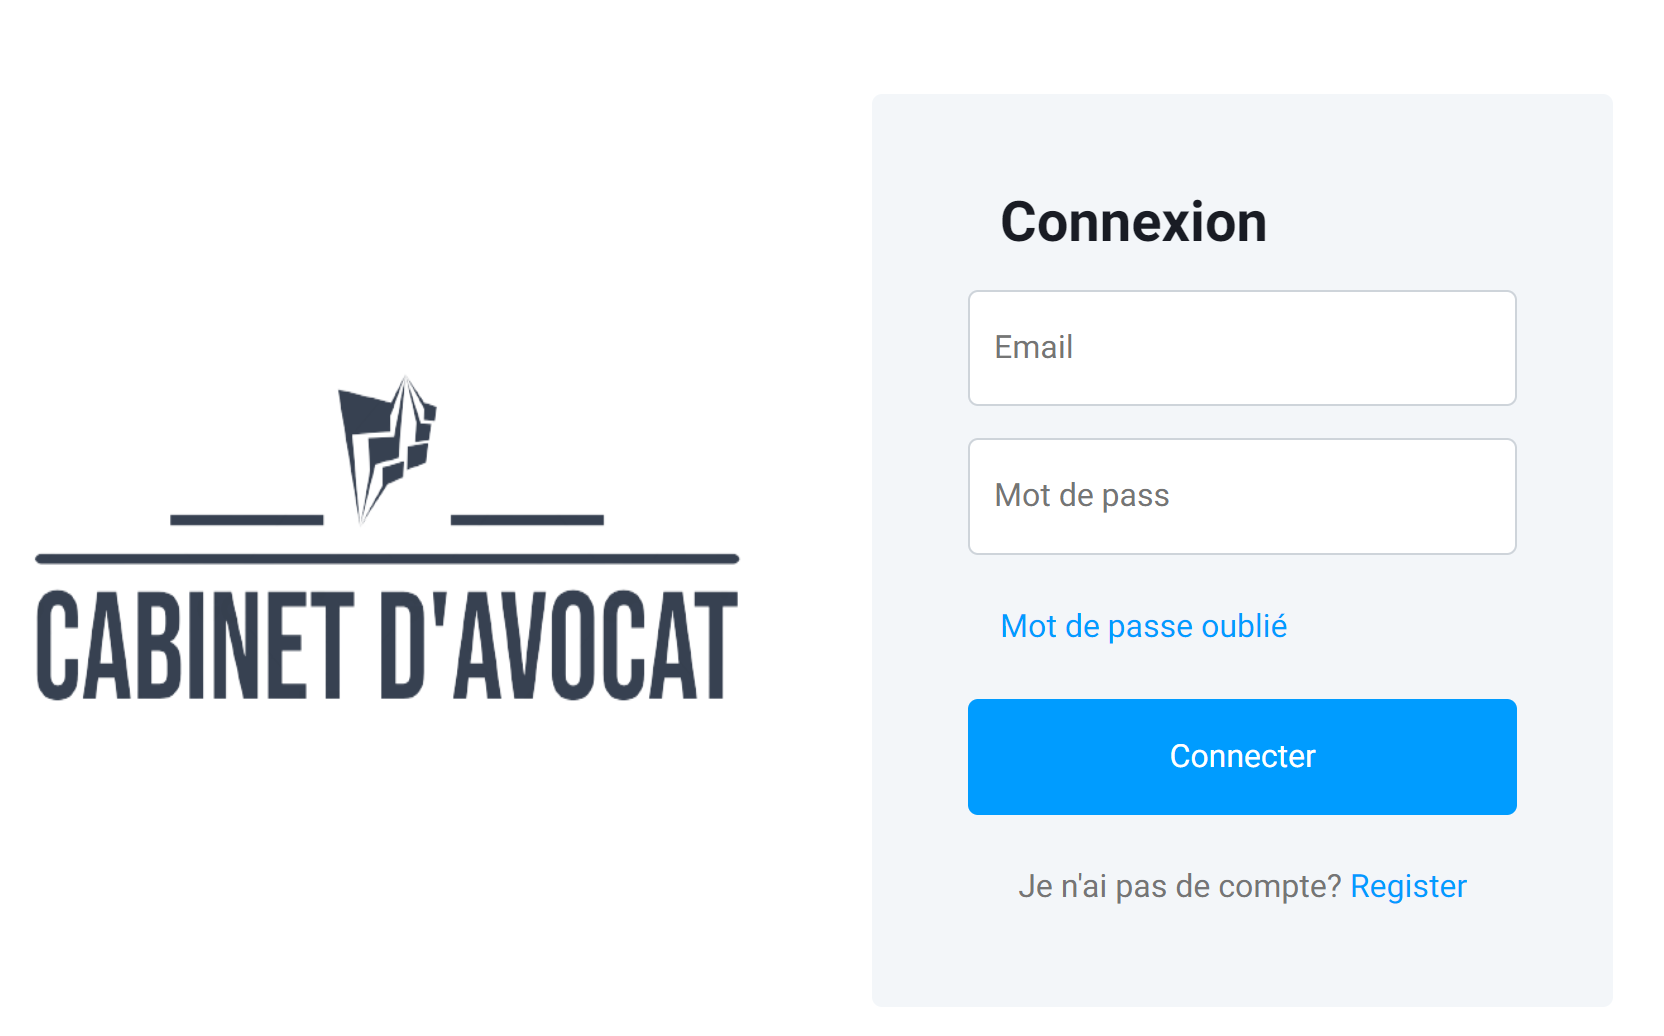 CABINET D'AVOCAT
Connexion
Email
Mot de pass
Mot de passe oublié
Connecter
Je n'ai pas de compte? Register